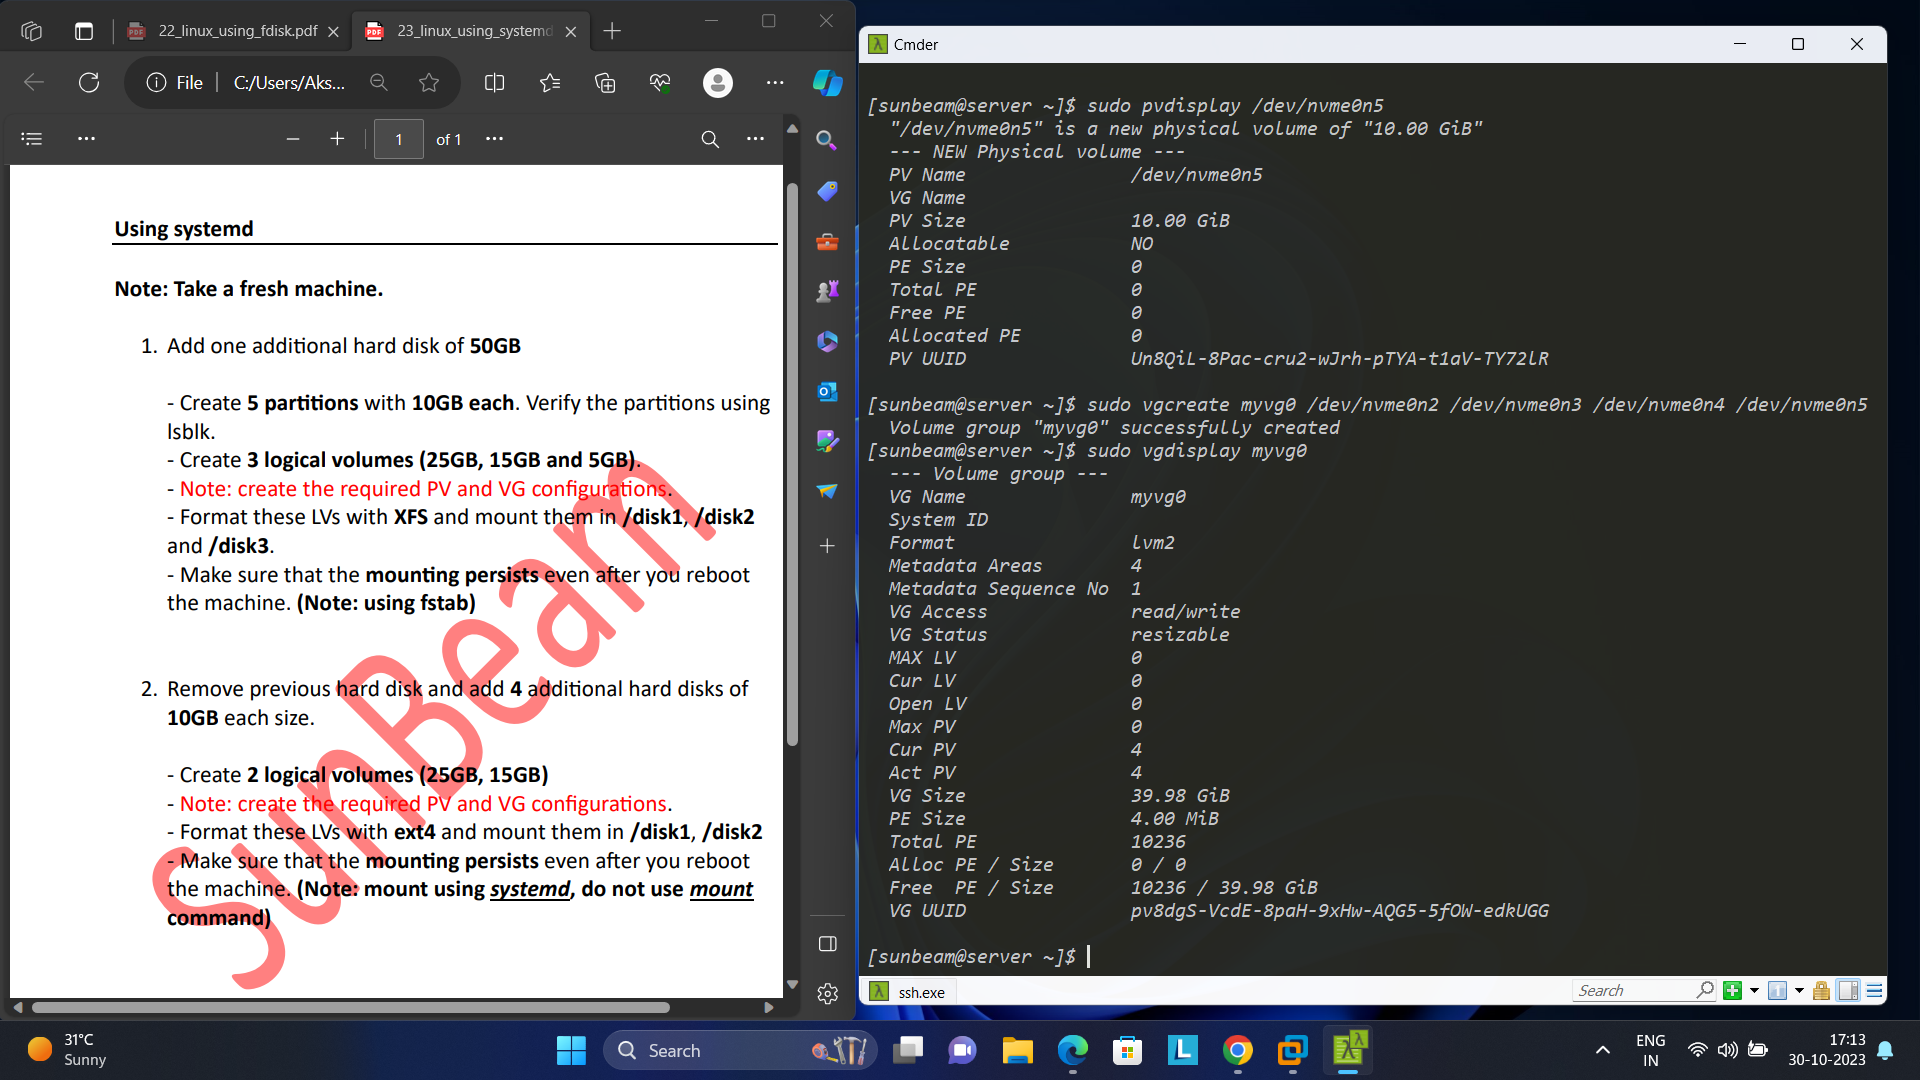 22_linux_using_fdisk.pdf
23_linux_using_systemd
File
C:/Users/Aks...
1
of 1
Using systemd
Note: Take a fresh machine.
1. Add one additional hard disk of 50GB
- Create 5 partitions with 10GB each. Verify the partitions using
lsblk.
- Create 3 logical volumes (25GB, 15GB and 5GB).
- Note: create the required PV and VG configurations.
- Format these LVs with XFS and mount them in /disk1, /disk2
and /disk3.
- Make sure that the mounting persists even after you reboot
the machine. (Note: using fstab)
2. Remove previous hard disk and add 4 additional hard disks of
10GB each size.
- Create 2 logical volumes (25GB, 15GB)
- Note: create the required PV and VG configurations.
- Format these LVs with ext4 and mount them in /disk1, /disk2
- Make sure that the mounting persists even after you reboot
the machine. (Note: mount using systemd, do not use mount
command)
SunBeam
Cmder
[sunbeam@server ~]$ sudo pvdisplay /dev/nvme0n5
"/dev/nvme0n5" is a new physical volume of "10.00 GiB"
--- NEW Physical volume ---
PV Name /dev/nvme0n5
VG Name
PV Size 10.00 GiB
Allocatable NO
PE Size 0
Total PE 0
Free PE 0
Allocated PE 0
PV UUID Un8QiL-8Pac-cru2-wJrh-pTYA-t1aV-TY72lR
[sunbeam@server ~]$ sudo vgcreate myvg0 /dev/nvme0n2 /dev/nvme0n3 /dev/nvme0n4 /dev/nvme0n5
Volume group "myvg0" successfully created
[sunbeam@server ~]$ sudo vgdisplay myvg0
--- Volume group ---
VG Name myvg0
System ID
Format lvm2
Metadata Areas 4
Metadata Sequence No 1
VG Access read/write
VG Status resizable
MAX LV 0
Cur LV 0
Open LV 0
Max PV 0
Cur PV 4
Act PV 4
VG Size 39.98 GiB
PE Size 4.00 MiB
Total PE 10236
Alloc PE / Size 0 / 0
Free PE / Size 10236 / 39.98 GiB
VG UUID pv8dgS-VcdE-8paH-9xHw-AQG5-5fOW-edkUGG
[sunbeam@server ~]$
ssh.exe
Search
31°C
Sunny
Search
ENG
IN
17:13
30-10-2023